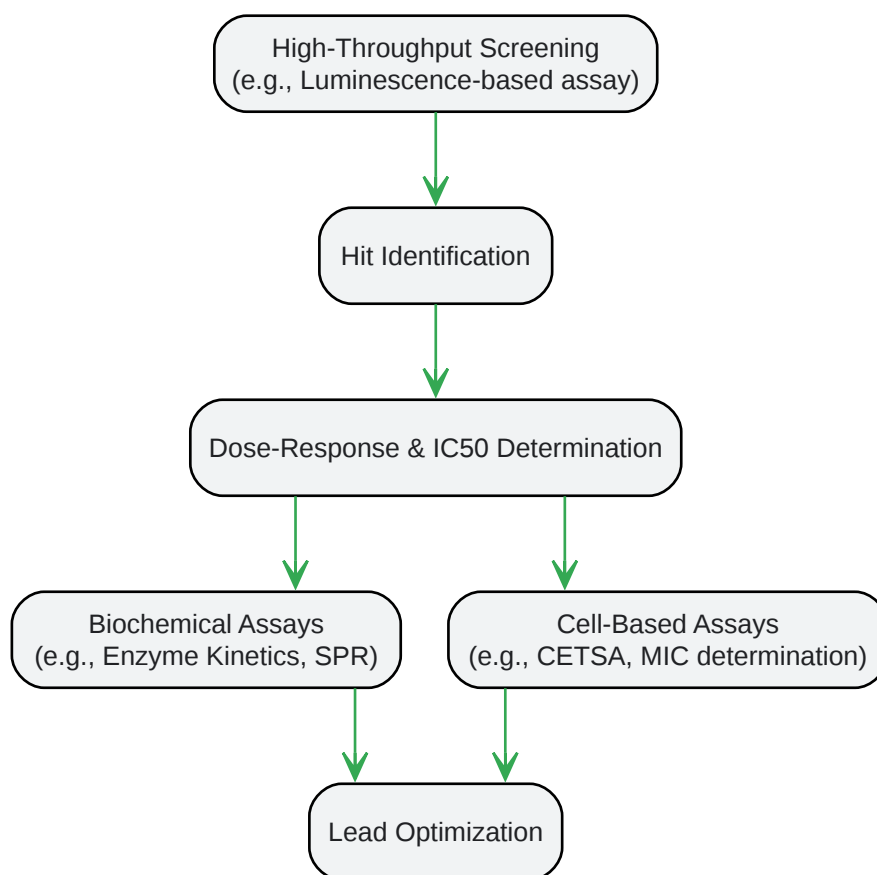 High-Throughput Screening
(e.g., Luminescence-based assay)
Hit Identification
Dose-Response & IC50 Determination
Biochemical Assays
(e.g., Enzyme Kinetics, SPR)
Cell-Based Assays
(e.g., CETSA, MIC determination)
Lead Optimization